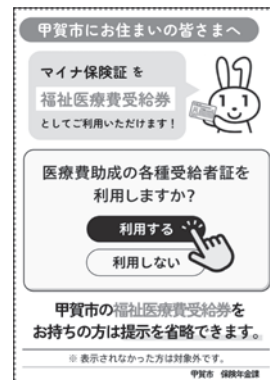 甲賀市にお住まいの皆さまへ
マイナ保険証 を
福祉医療費受給券
としてご利用いただけます！
医療費助成の各種受給者証を
利用しますか？
利用する
利用しない
甲賀市の福祉医療費受給券を
お持ちの方は提示を省略できます。
※ 表示されなかった方は対象外です。
甲賀市 保険年金課